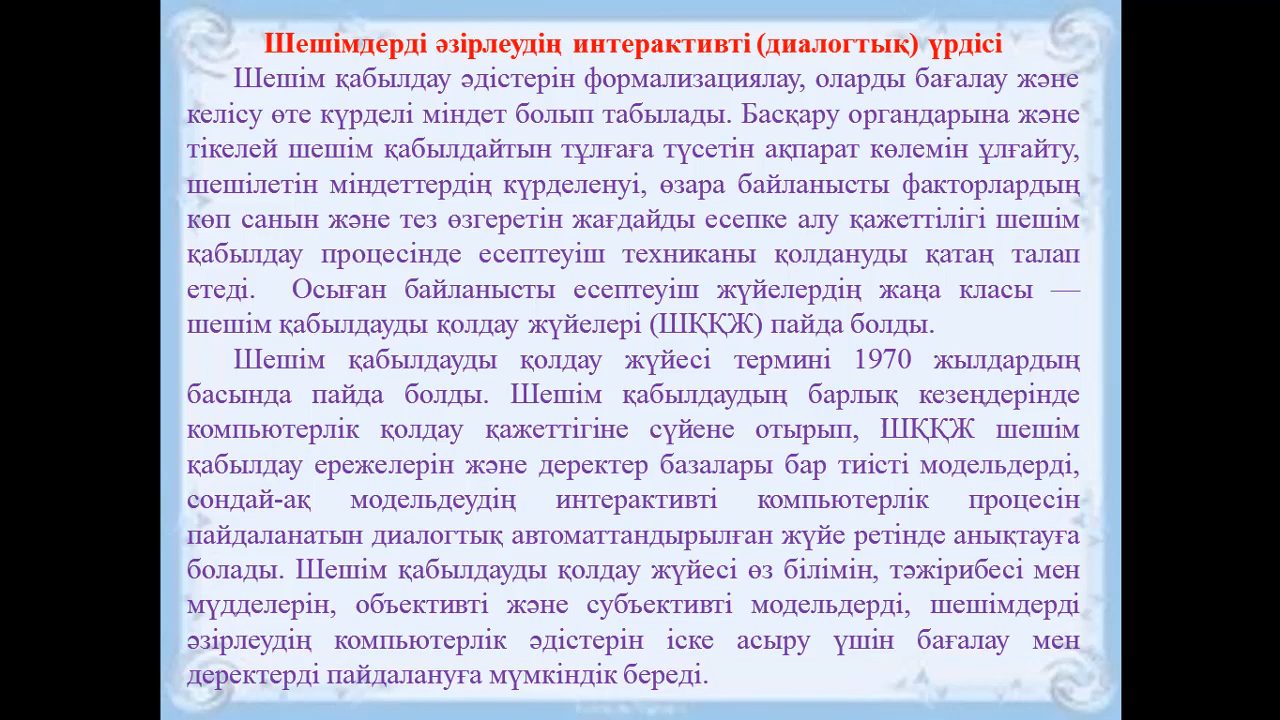 Шешімдерді әзірлеудің интерактивті (диалогтық) үрдісі
Шешім қабылдау әдістерін формализациялау, оларды бағалау және
келісу өте күрделі міндет болып табылады. Басқару органдарына және
тікелей шешім қабылдайтын тұлғаға түсетін ақпарат көлемін ұлғайту,
шешілетін міндеттердің күрделенуі, өзара байланысты факторлардың
көп санын және тез өзгеретін жағдайды есепке алу қажеттілігі шешім
қабылдау процесінде есептеуіш техниканы қолдануды қатаң талап
етеді. Осыған байланысты есептеуіш жүйелердің жаңа класы —
шешім қабылдауды қолдау жүйелері (ШҚҚЖ) пайда болды.
Шешім қабылдауды қолдау жүйесі термині 1970 жылдардың
басында пайда болды. Шешім қабылдаудың барлық кезеңдерінде
компьютерлік қолдау қажеттігіне сүйене отырып, ШҚҚЖ шешім
қабылдау ережелерін және деректер базалары бар тиісті модельдерді,
сондай-ақ модельдеудің интерактивті компьютерлік процесін
пайдаланатын диалогтық автоматтандырылған жүйе ретінде анықтауға
болады. Шешім қабылдауды қолдау жүйесі өз білімін, тәжірибесі мен
мүдделерін, объективті және субъективті модельдерді, шешімдерді
әзірлеудің компьютерлік әдістерін іске асыру үшін бағалау мен
деректерді пайдалануға мүмкіндік береді.